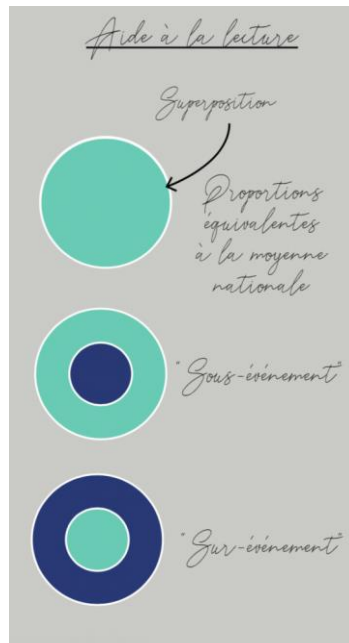 Aide à la lecture
Superposition
Proportions
équivalentes
à la moyenne
nationale
"Sous-événement"
"Sur-événement"